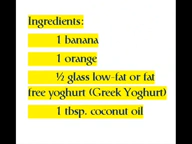 Ingredients:
1 banana
1 orange
½ glass low-fat or fat
free yoghurt (Greek Yoghurt)
1 tbsp. coconut oil